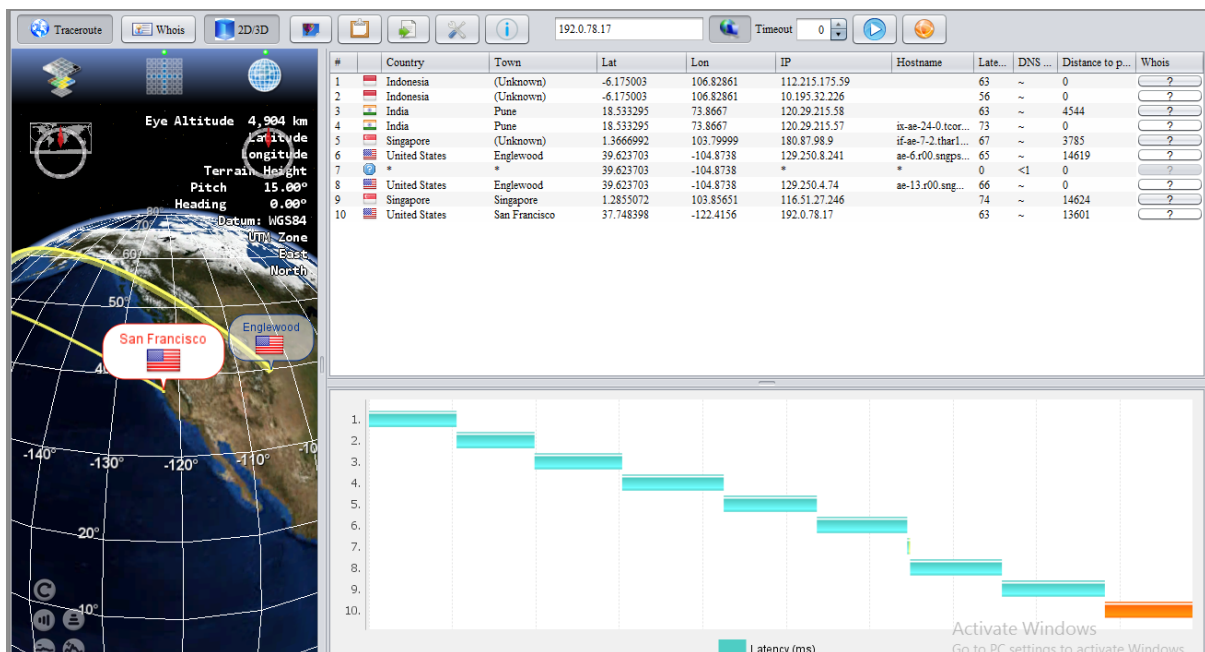 Traceroute Whois 2D/3D 192.0.78.17 Timeout 0
# Country Town Lat Lon IP Hostname Late... DNS ... Distance to p... Whois
1 Indonesia (Unknown) -6.175003 106.82861 112.215.175.59 63 ~ 0 ?
2 Indonesia (Unknown) -6.175003 106.82861 10.195.32.226 56 ~ 0 ?
3 India Pune 18.533295 73.8667 120.29.215.58 63 ~ 4544 ?
4 India Pune 18.533295 73.8667 120.29.215.57 ix-ae-24-0.tcor... 73 ~ 0 ?
5 Singapore (Unknown) 1.3666992 103.79999 180.87.98.9 if-ae-7-2.thar1... 67 ~ 3785 ?
6 United States Englewood 39.623703 -104.8738 129.250.8.241 ae-6.r00.sngps... 65 ~ 14619 ?
7 ? * * 39.623703 -104.8738 * * 0 <1 0 ?
8 United States Englewood 39.623703 -104.8738 129.250.4.74 ae-13.r00.sng... 66 ~ 0 ?
9 Singapore Singapore 1.2855072 103.85651 116.51.27.246 74 ~ 14624 ?
10 United States San Francisco 37.748398 -122.4156 192.0.78.17 63 ~ 13601 ?
Eye Altitude 4,904 km
Latitude
Longitude
Terrain Height
Pitch 15.00°
Heading 0.00°
80°
Datum: WGS84
70°
UTM Zone
60°
East
North
50°
Englewood
San Francisco
40
-140°
-130°
-120°
-110°
-10
20°
10°
1.
2.
3.
4.
5.
6.
7.
8.
9.
10.
Latency (ms)
Activate Windows
Go to PC settings to activate Windows.